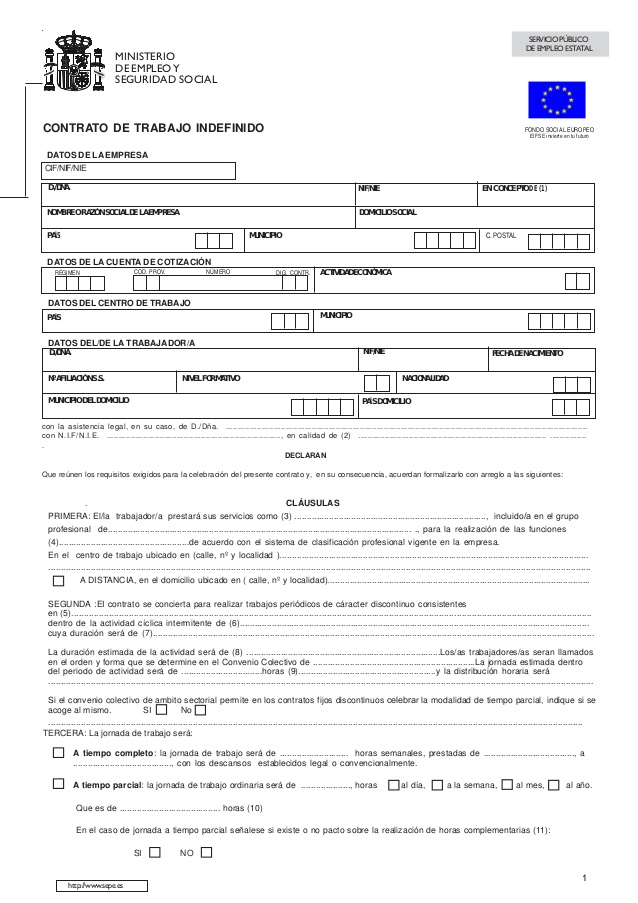 MINISTERIO
DE EMPLEO Y
SEGURIDAD SOCIAL
SERVICIO PÚBLICO
DE EMPLEO ESTATAL
FONDO SOCIAL EUROPEO
El FSE invierte en tu futuro
CONTRATO DE TRABAJO INDEFINIDO
DATOS DE LA EMPRESA
CIF/NIF/NIE
D./DÑA. NIF/NIE EN CONCEPTO DE (1)
NOMBRE O RAZÓN SOCIAL DE LA EMPRESA DOMICILIO SOCIAL
PAIS MUNICIPIO C. POSTAL
DATOS DE LA CUENTA DE COTIZACIÓN
RÉGIMEN COD. PROV. NÚMERO DIG. CONTR. ACTIVIDAD ECONÓMICA
DATOS DEL CENTRO DE TRABAJO
PAIS MUNICIPIO
DATOS DEL/DE LA TRABAJADOR/A
D./DÑA. NIF/NIE FECHA DE NACIMIENTO
Nº AFILIACIÓN S.S. NIVEL FORMATIVO NACIONALIDAD
MUNICIPIO DEL DOMICILIO PAIS DOMICILIO
con la asistencia legal, en su caso, de D./Dña. ........................................
con N.I.F/N.I.E. ........................................, en calidad de (2) ........................................
.
DECLARAN
Que reúnen los requisitos exigidos para la celebración del presente contrato y, en su consecuencia, acuerdan formalizarlo con arreglo a las siguientes:
CLÁUSULAS
PRIMERA: El/la trabajador/a prestará sus servicios como (3) ........................................, incluido/a en el grupo
profesional de........................................, para la realización de las funciones
(4)........................................de acuerdo con el sistema de clasificación profesional vigente en la empresa.
En el centro de trabajo ubicado en (calle, nº y localidad )........................................
........................................
A DISTANCIA, en el domicilio ubicado en ( calle, nº y localidad)........................................
SEGUNDA :El contrato se concierta para realizar trabajos periódicos de cáracter discontinuo consistentes
en (5)........................................
dentro de la actividad cíclica intermitente de (6)........................................
cuya duración será de (7)........................................
La duración estimada de la actividad será de (8) ........................................Los/as trabajadores/as seran llamados
en el orden y forma que se determine en el Convenio Colectivo de ........................................La jornada estimada dentro
del periodo de actividad será de ..............................horas (9)........................................y la distribución horaria será
........................................
Si el convenio colectivo de ambito sectorial permite en los contratos fijos discontinuos celebrar la modalidad de tiempo parcial, indique si se
acoge al mismo. SI No
........................................
TERCERA: La jornada de trabajo será:
A tiempo completo: la jornada de trabajo será de ........................... horas semanales, prestadas de ..................................., a
......................................, con los descansos establecidos legal o convencionalmente.
A tiempo parcial: la jornada de trabajo ordinaria será de ...................., horas al día, a la semana, al mes, al año.
Que es de ....................................... horas (10)
En el caso de jornada a tiempo parcial señalese si existe o no pacto sobre la realización de horas complementarias (11):
SI NO
1
http://www.sepe.es